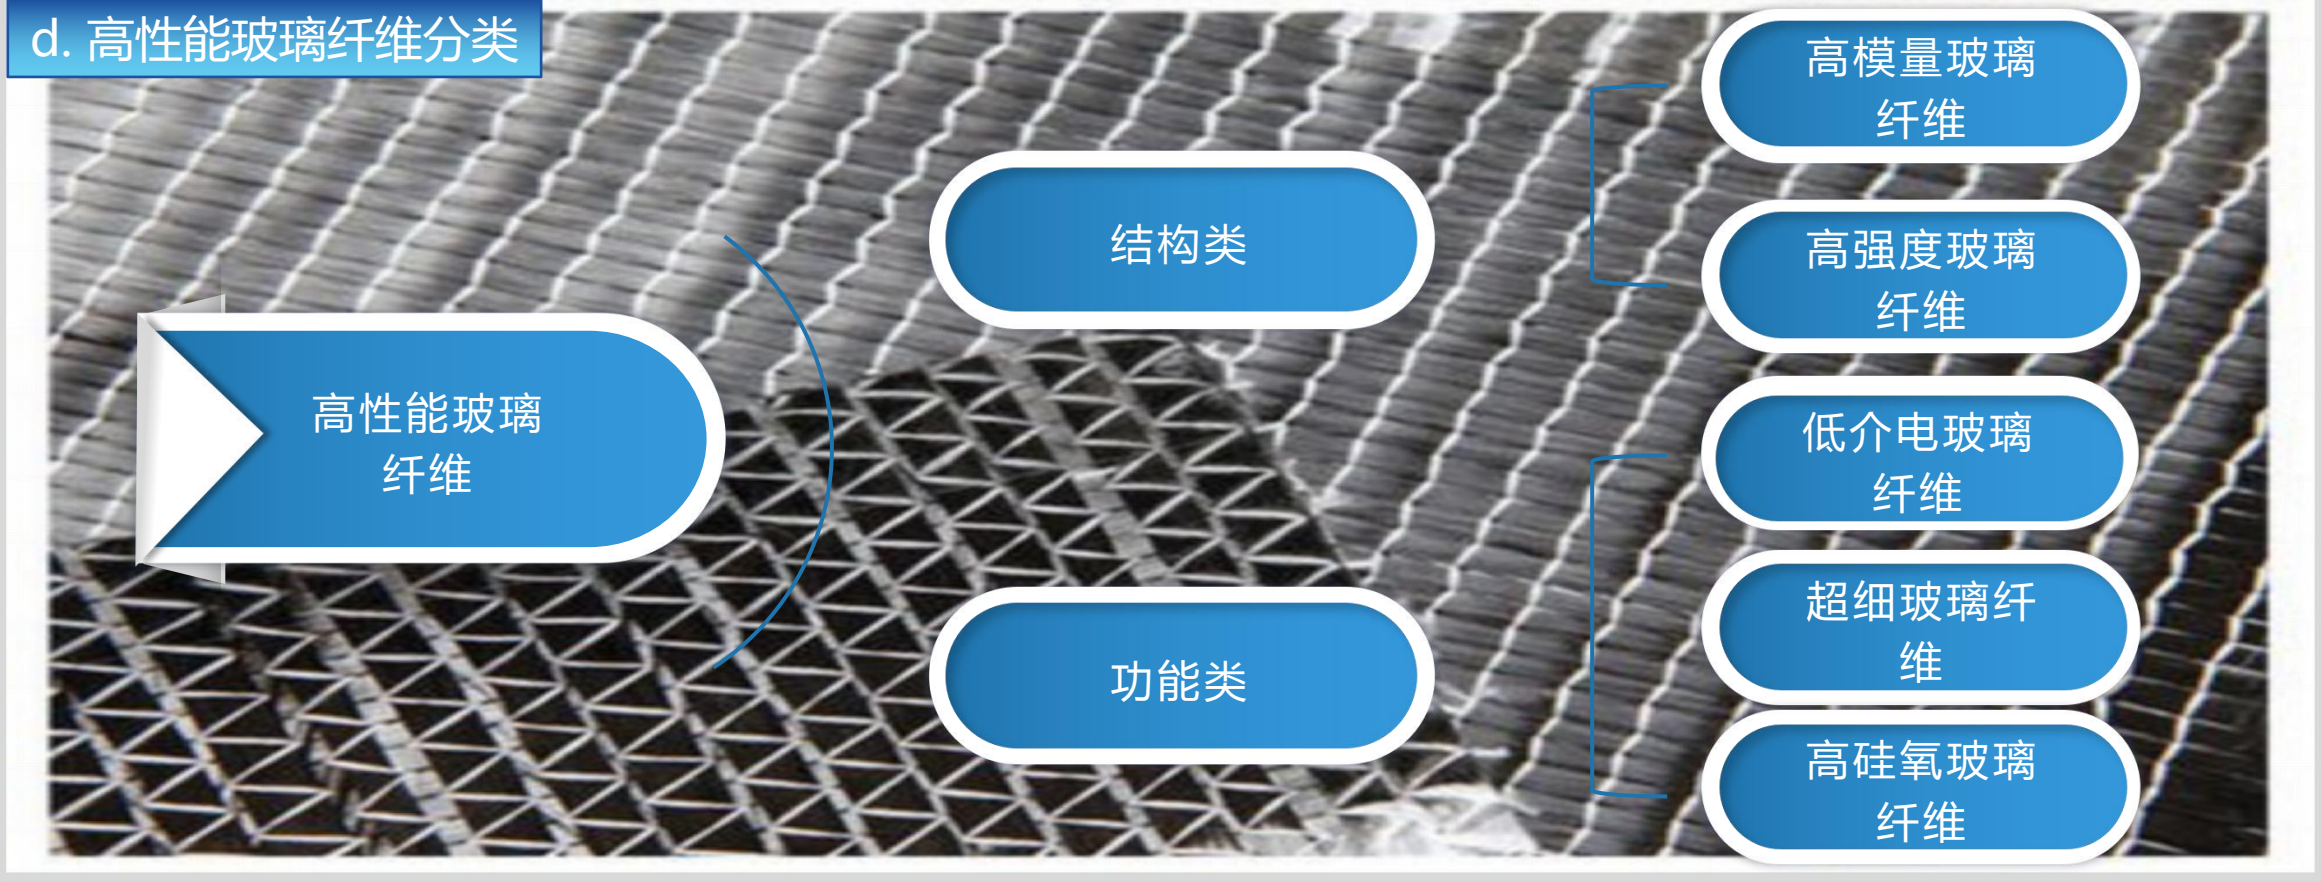 d. 高性能玻璃纤维分类
高性能玻璃
纤维
结构类
功能类
高模量玻璃
纤维
高强度玻璃
纤维
低介电玻璃
纤维
超细玻璃纤
维
高硅氧玻璃
纤维